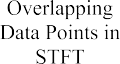 Overlapping
Data Points in
STFT